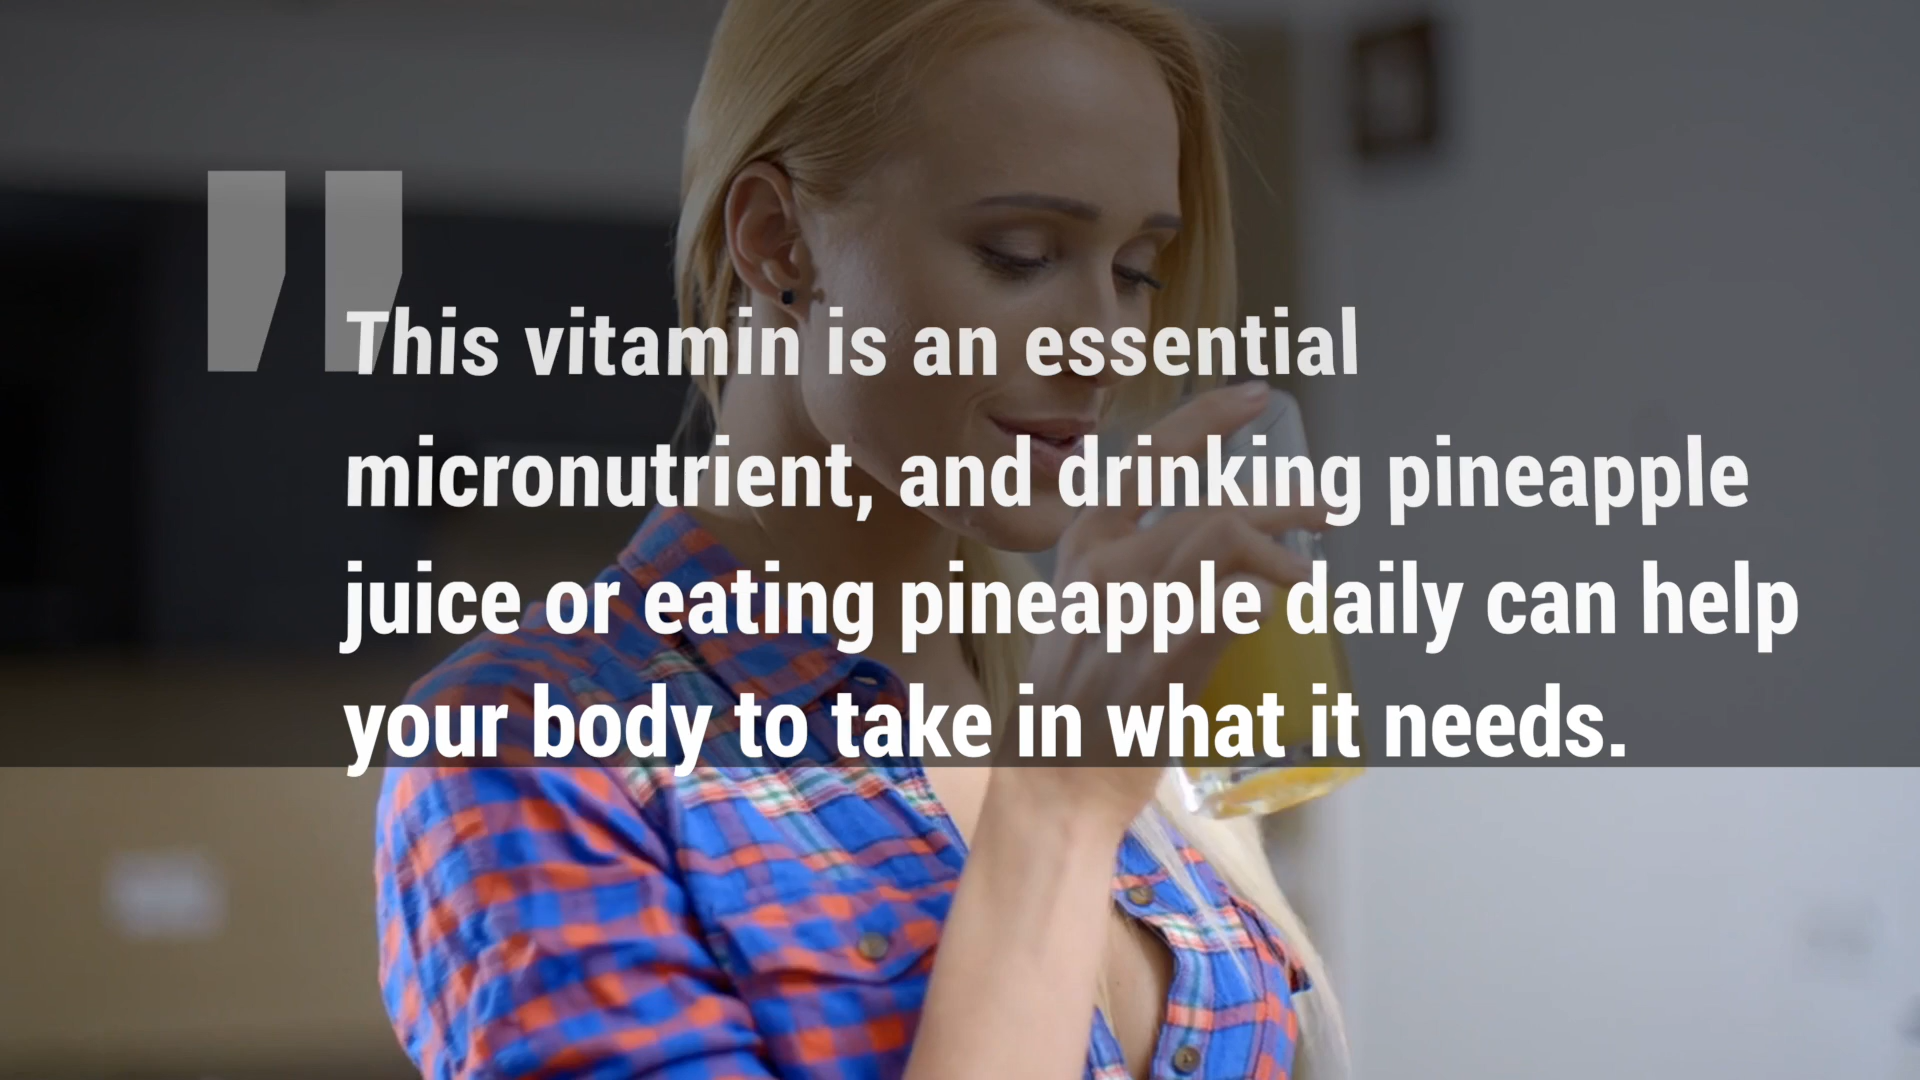 "
This vitamin is an essential
micronutrient, and drinking pineapple
juice or eating pineapple daily can help
your body to take in what it needs.